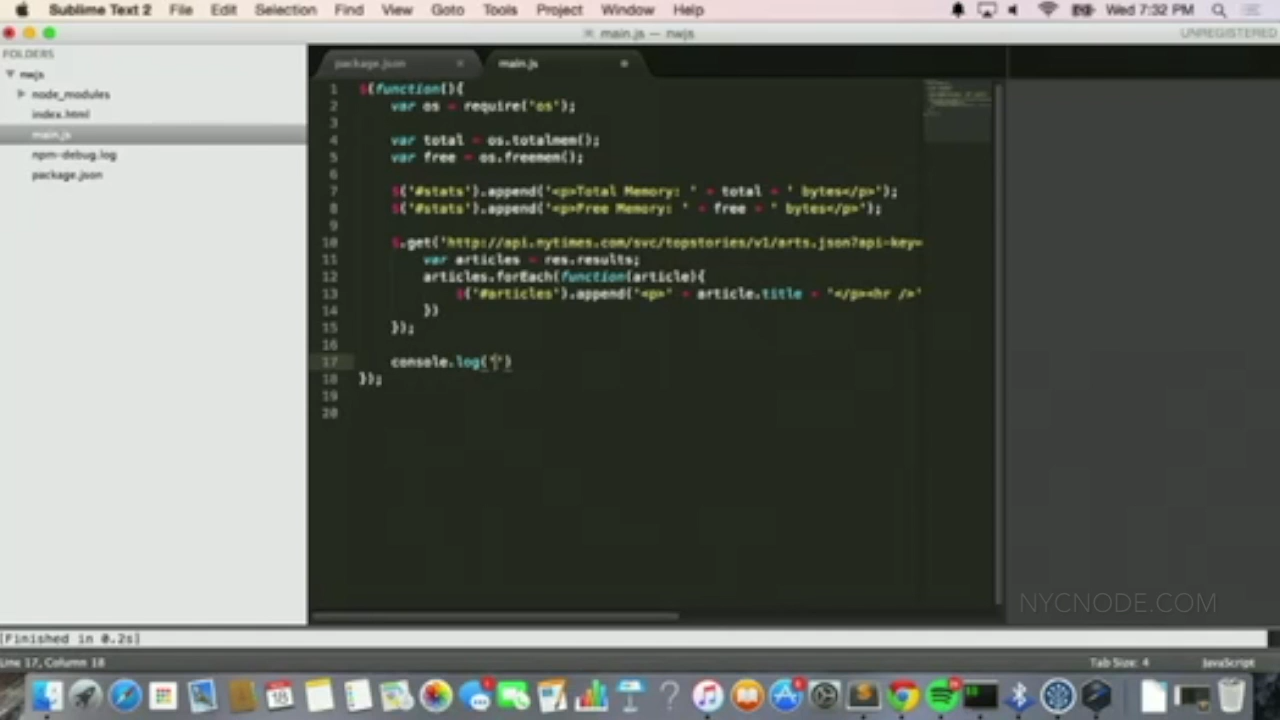 Sublime Text 2 File Edit Selection Find View Goto Tools Project Window Help Wed 7:32 PM
main.js — nwjs UNREGISTERED
FOLDERS
nwjs
node_modules
index.html
main.js
npm-debug.log
package.json
package.json main.js
1 $(function(){
2 var os = require('os');
3
4 var total = os.totalmem();
5 var free = os.freemem();
6
7 $('#stats').append('<p>Total Memory: ' + total + ' bytes</p>');
8 $('#stats').append('<p>Free Memory: ' + free + ' bytes</p>');
9
10 $.get('http://api.nytimes.com/svc/topstories/v1/arts.json?api-key=
11 var articles = res.results;
12 articles.forEach(function(article){
13 $('#articles').append('<p>' + article.title + '</p><hr />'
14 })
15 });
16
17 console.log('')
18 });
19
20
NYCNODE.COM
[Finished in 0.2s]
Line 17, Column 18 Tab Size: 4 JavaScript
18